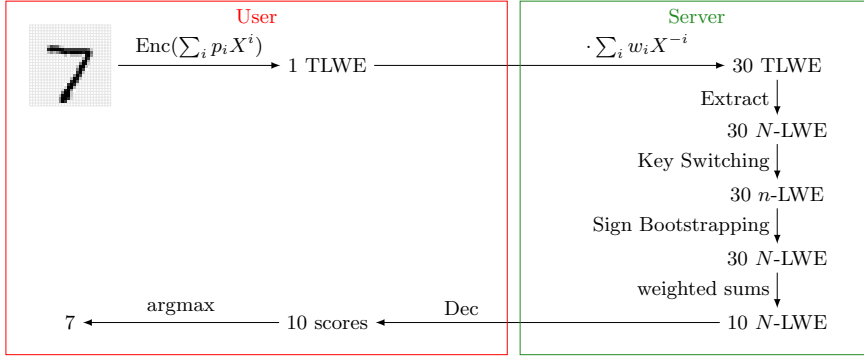 User
Server
7
Enc(∑_i p_i X^i)
1 TLWE
· ∑_i w_i X^{-i}
30 TLWE
Extract
30 N-LWE
Key Switching
30 n-LWE
Sign Bootstrapping
30 N-LWE
weighted sums
7
argmax
10 scores
Dec
10 N-LWE